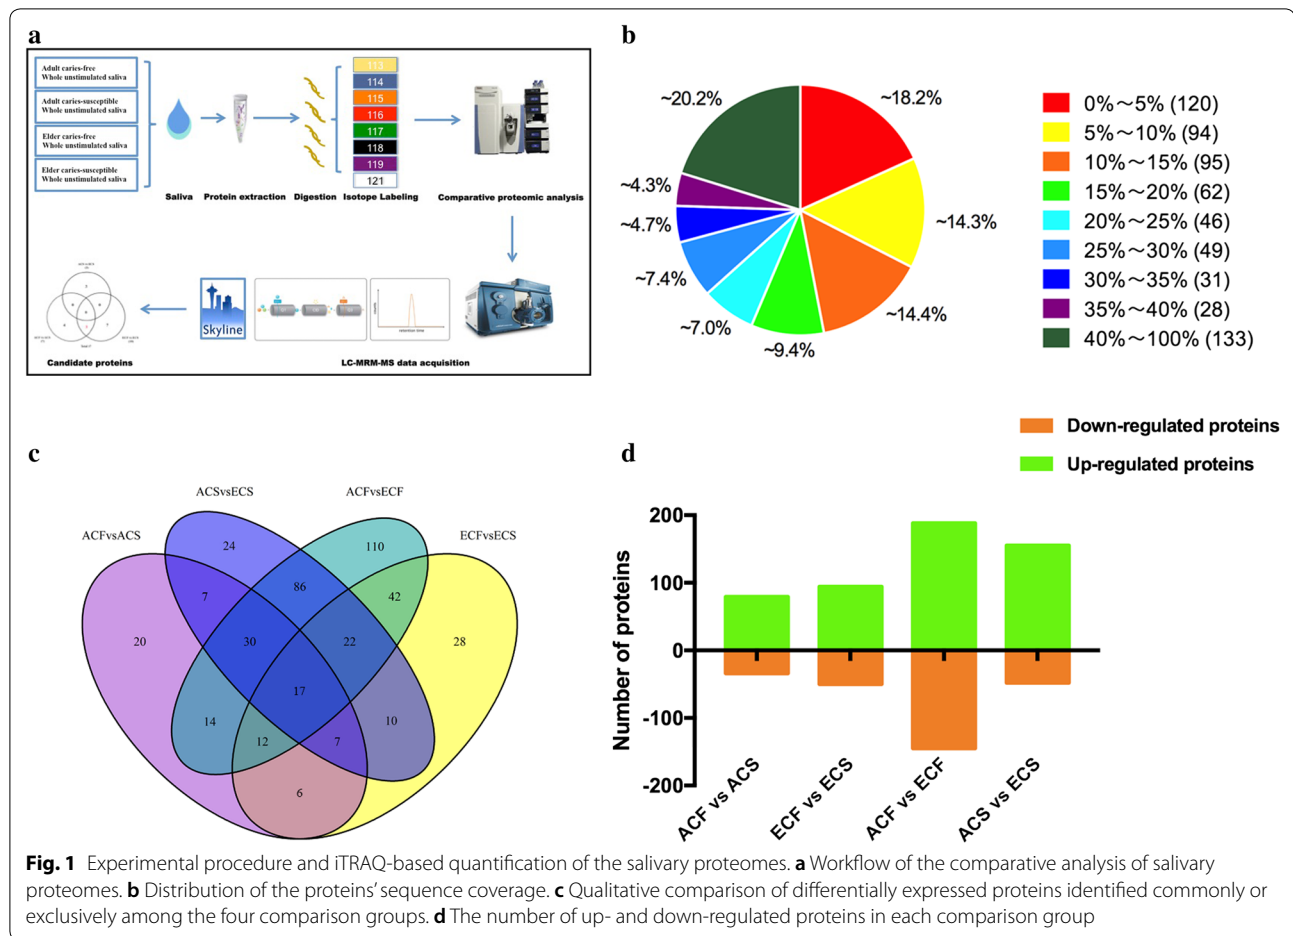 a
Adult caries-free
Whole unstimulated saliva
Adult caries-susceptible
Whole unstimulated saliva
Elder caries-free
Whole unstimulated saliva
Elder caries-susceptible
Whole unstimulated saliva
Saliva
Protein extraction
Digestion
113
114
115
116
117
118
119
121
Isotope Labeling
Comparative proteomic analysis
Candidate proteins
Skyline
retention time
LC-MRM-MS data acquisition
b
~18.2%
~14.3%
~14.4%
~9.4%
~7.0%
~7.4%
~4.7%
~4.3%
~20.2%
0%～5% (120)
5%～10% (94)
10%～15% (95)
15%～20% (62)
20%～25% (46)
25%～30% (49)
30%～35% (31)
35%～40% (28)
40%～100% (133)
c
ACFvsACS
ACSvsECS
ACFvsECF
ECFvsECS
24
110
86
7
42
20
30
22
28
17
14
10
12
7
6
d
Down-regulated proteins
Up-regulated proteins
Number of proteins
200
100
0
-100
-200
ACF vs ACS
ECF vs ECS
ACF vs ECF
ACS vs ECS
Fig. 1 Experimental procedure and iTRAQ-based quantification of the salivary proteomes. a Workflow of the comparative analysis of salivary
proteomes. b Distribution of the proteins’ sequence coverage. c Qualitative comparison of differentially expressed proteins identified commonly or
exclusively among the four comparison groups. d The number of up- and down-regulated proteins in each comparison group